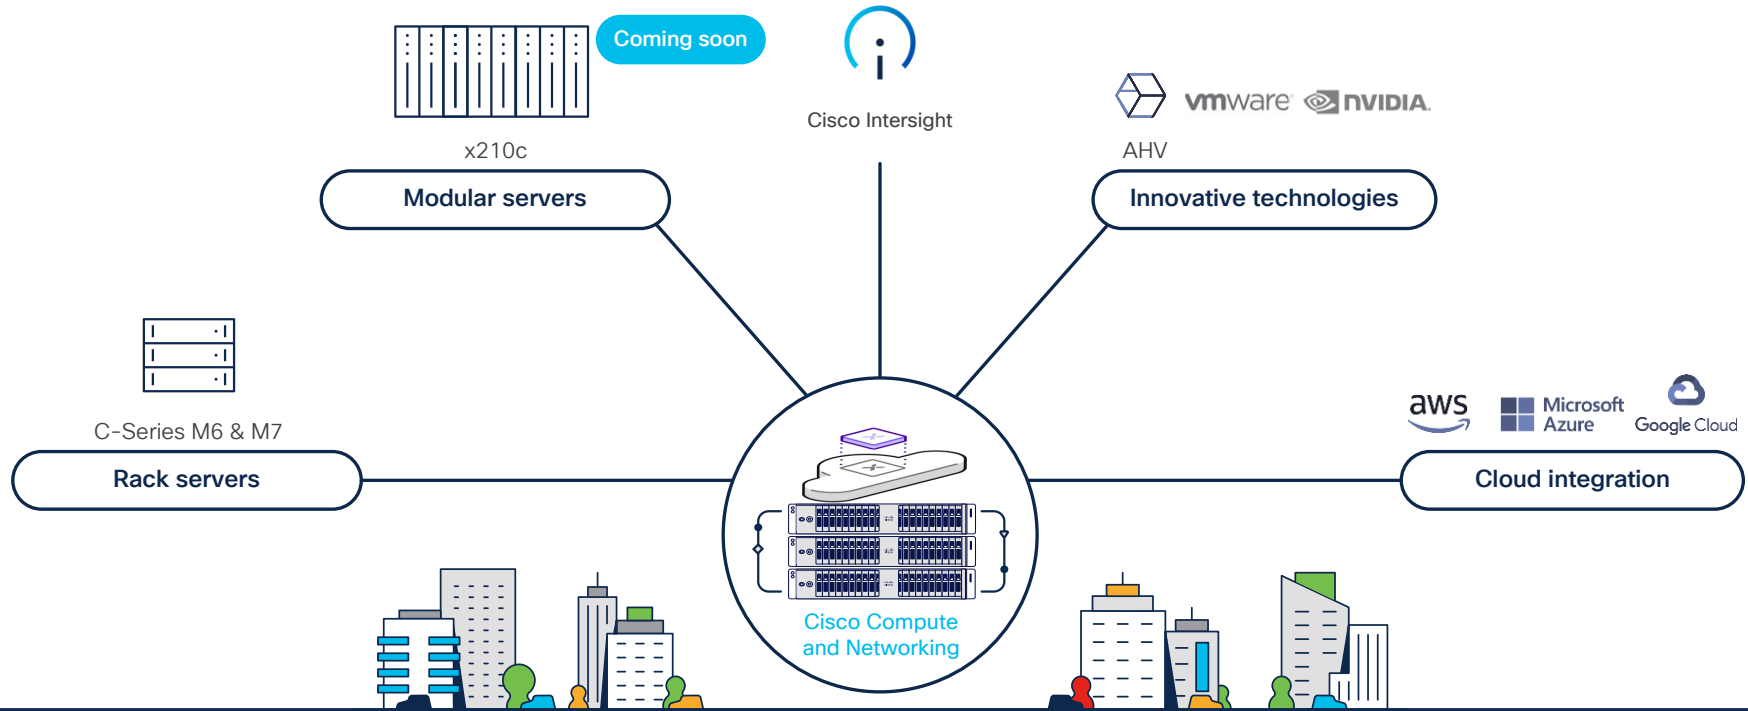 Coming soon
Cisco Intersight
x210c
Modular servers
vmware NVIDIA.
AHV
Innovative technologies
C-Series M6 & M7
Rack servers
aws Microsoft Azure Google Cloud
Cloud integration
Cisco Compute
and Networking